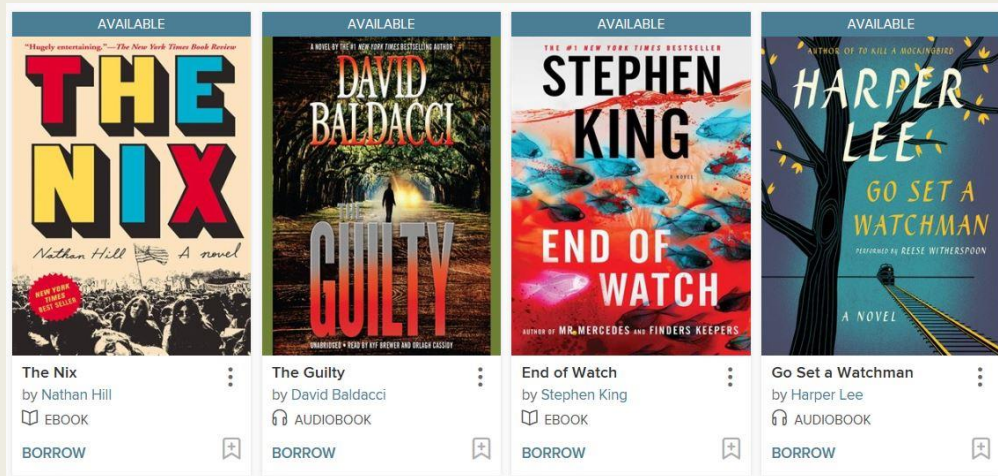 AVAILABLE
"Hugely entertaining."—The New York Times Book Review
THE
NIX
Nathan Hill A novel
NEW YORK
TIMES
BEST SELLER
The Nix
by Nathan Hill
EBOOK
BORROW
AVAILABLE
A NOVEL BY THE #1 NEW YORK TIMES BESTSELLING AUTHOR
DAVID
BALDACCI
THE
GUILTY
UNABRIDGED • READ BY KYF BREWER AND ORLAGH CASSIDY
The Guilty
by David Baldacci
AUDIOBOOK
BORROW
AVAILABLE
THE #1 NEW YORK TIMES BESTSELLER
STEPHEN
KING
A NOVEL
END OF
WATCH
AUTHOR OF MR. MERCEDES AND FINDERS KEEPERS
End of Watch
by Stephen King
EBOOK
BORROW
AVAILABLE
AUTHOR OF TO KILL A MOCKINGBIRD
HARPER
LEE
GO SET A
WATCHMAN
PERFORMED BY REESE WITHERSPOON
A NOVEL
Go Set a Watchman
by Harper Lee
AUDIOBOOK
BORROW